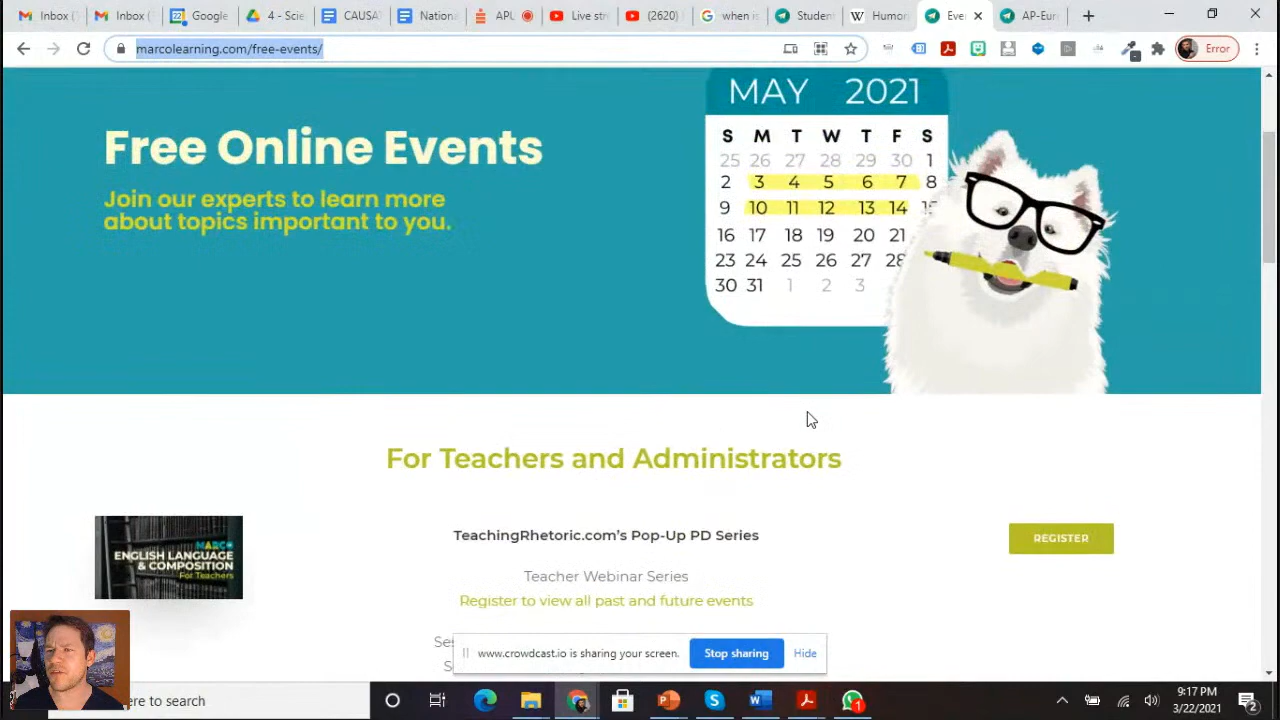 Inbox (
Inbox (
Google
4 - Scie
CAUSA
Nation
APU
Live str
(2620)
when is
Student
Humor
Eve
AP-Eur
marcolearning.com/free-events/
Error
Free Online Events
Join our experts to learn more
about topics important to you.
MAY 2021
S M T W T F S
25 26 27 28 29 30 1
2 3 4 5 6 7 8
9 10 11 12 13 14 15
16 17 18 19 20 21
23 24 25 26 27 28
30 31 1 2 3
For Teachers and Administrators
MARCO
ENGLISH LANGUAGE
& COMPOSITION
For Teachers
TeachingRhetoric.com's Pop-Up PD Series
REGISTER
Teacher Webinar Series
Register to view all past and future events
www.crowdcast.io is sharing your screen.
Stop sharing
Hide
here to search
1
9:17 PM
3/22/2021
2